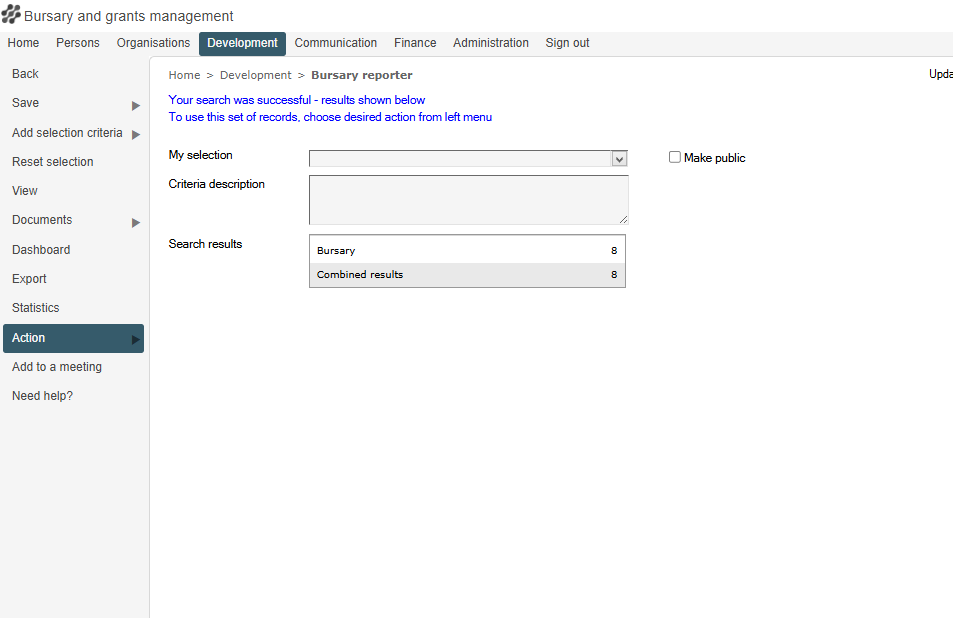 Bursary and grants management
Home Persons Organisations Development Communication Finance Administration Sign out
Back
Save
Add selection criteria
Reset selection
View
Documents
Dashboard
Export
Statistics
Action
Add to a meeting
Need help?
Home > Development > Bursary reporter
Upda
Your search was successful - results shown below
To use this set of records, choose desired action from left menu
My selection
Make public
Criteria description
Search results
Bursary 8
Combined results 8